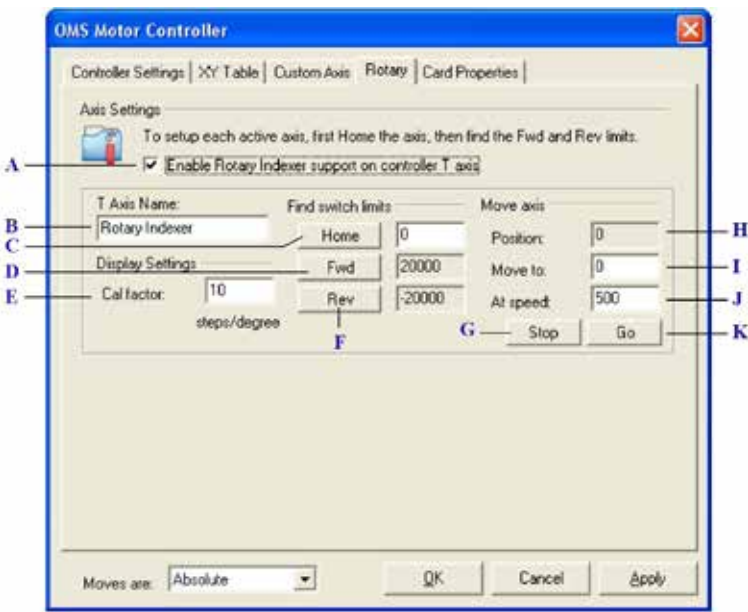 OMS Motor Controller
Controller Settings XY Table Custom Axis Rotary Card Properties
Axis Settings
To setup each active axis, first Home the axis, then find the Fwd and Rev limits.
A
Enable Rotary Indexer support on controller T axis
T Axis Name: Find switch limits Move axis
B Rotary Indexer Home 0 Position: 0 H
C
Display Settings
D Fwd 20000 Move to: 0 I
E Cal factor: 10 Rev -20000 At speed: 500 J
steps/degree
F G Stop Go K
Moves are: Absolute OK Cancel Apply